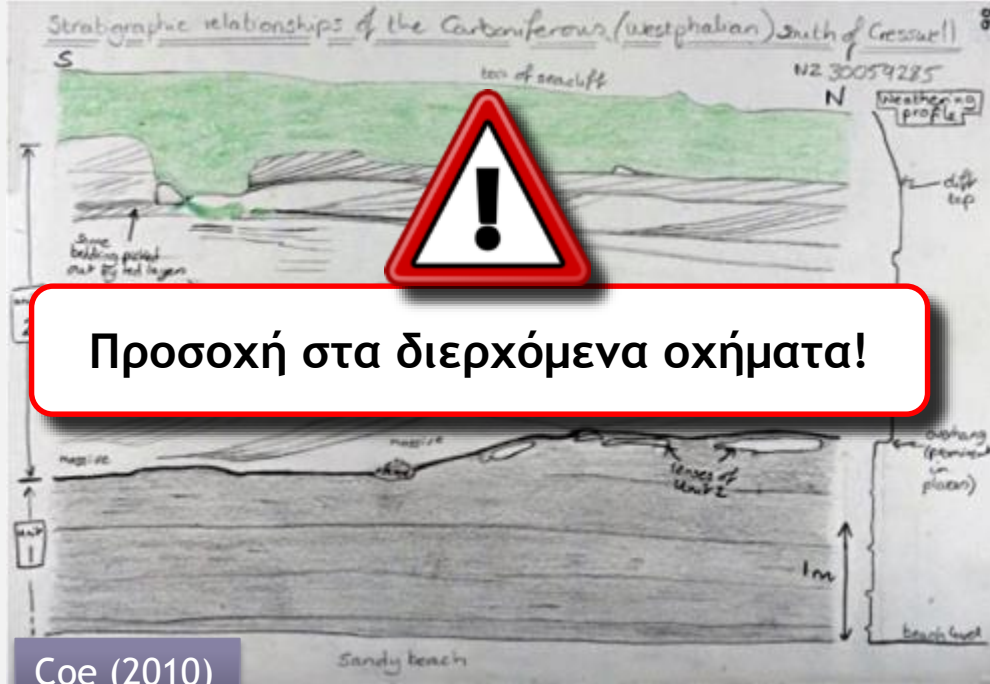 Stratigraphic relationships of the Carboniferous (Westphalian) south of Cresswell
NZ 30059285
S
top of seacliff
N
Weathering
profile
cliff
top
Some
bedding picked
out by red layers
Προσοχή στα διερχόμενα οχήματα!
massive
massive
lenses of
unit 2
overhang
(prominent
in
places)
unit
1
1m
beach level
Sandy beach
Coe (2010)